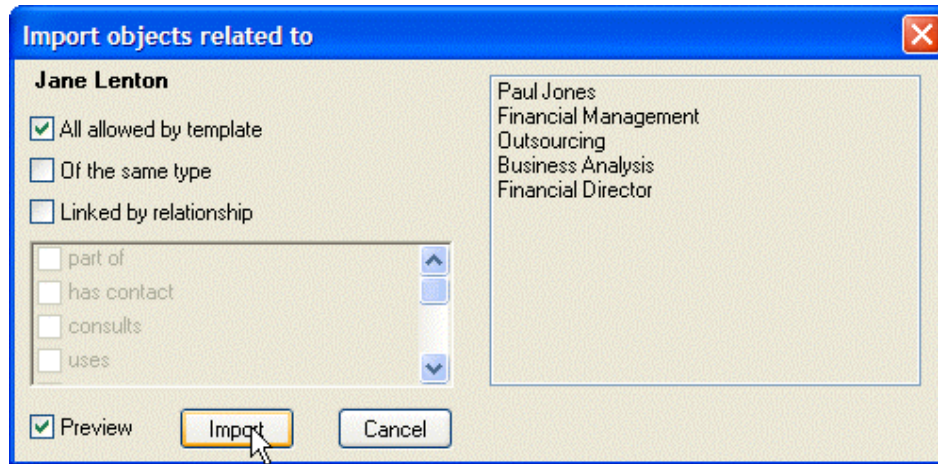 Import objects related to
Jane Lenton
All allowed by template
Of the same type
Linked by relationship
part of
has contact
consults
uses
Preview
Import
Cancel
Paul Jones
Financial Management
Outsourcing
Business Analysis
Financial Director